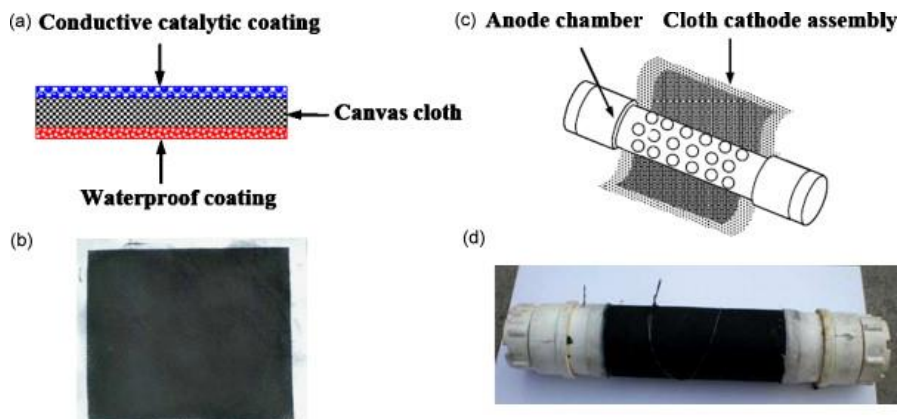 (a)
Conductive catalytic coating
Canvas cloth
Waterproof coating
(b)
(c)
Anode chamber
Cloth cathode assembly
(d)